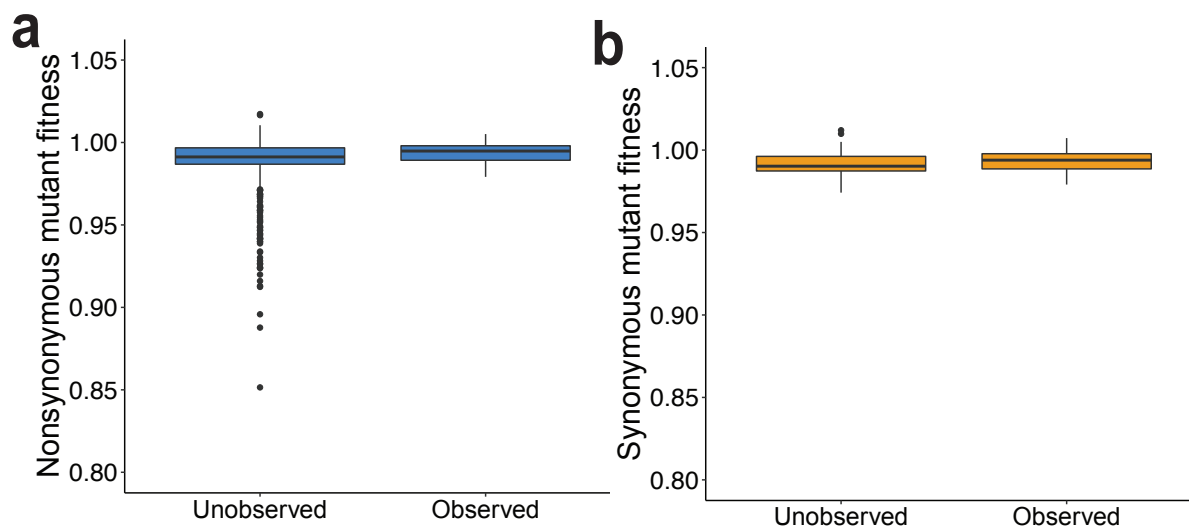 a
Nonsynonymous mutant fitness
1.05
1.00
0.95
0.90
0.85
0.80
Unobserved
Observed
b
Synonymous mutant fitness
1.05
1.00
0.95
0.90
0.85
0.80
Unobserved
Observed